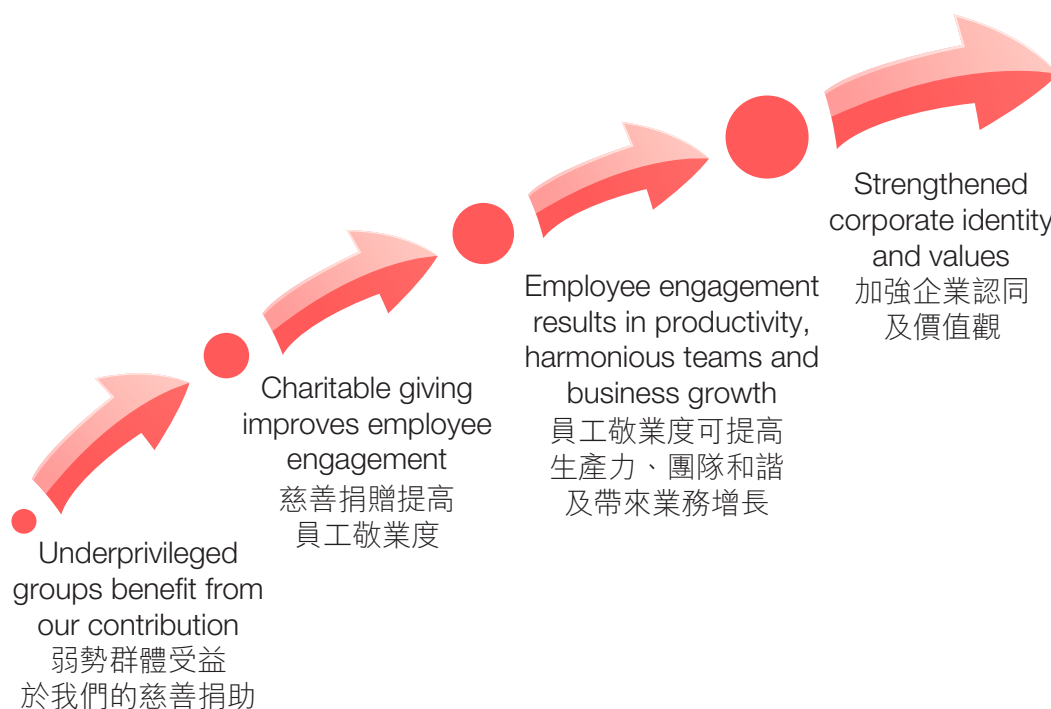 Underprivileged
groups benefit from
our contribution
弱勢群體受益
於我們的慈善捐助
Charitable giving
improves employee
engagement
慈善捐贈提高
員工敬業度
Employee engagement
results in productivity,
harmonious teams and
business growth
員工敬業度可提高
生產力、團隊和諧
及帶來業務增長
Strengthened
corporate identity
and values
加強企業認同
及價值觀